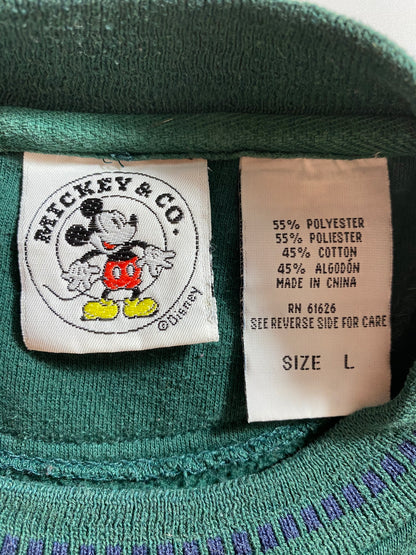 MICKEY & CO.
©Disney
55% POLYESTER
55% POLIESTER
45% COTTON
45% ALGODÓN
MADE IN CHINA
RN 61626
SEE REVERSE SIDE FOR CARE
SIZE L